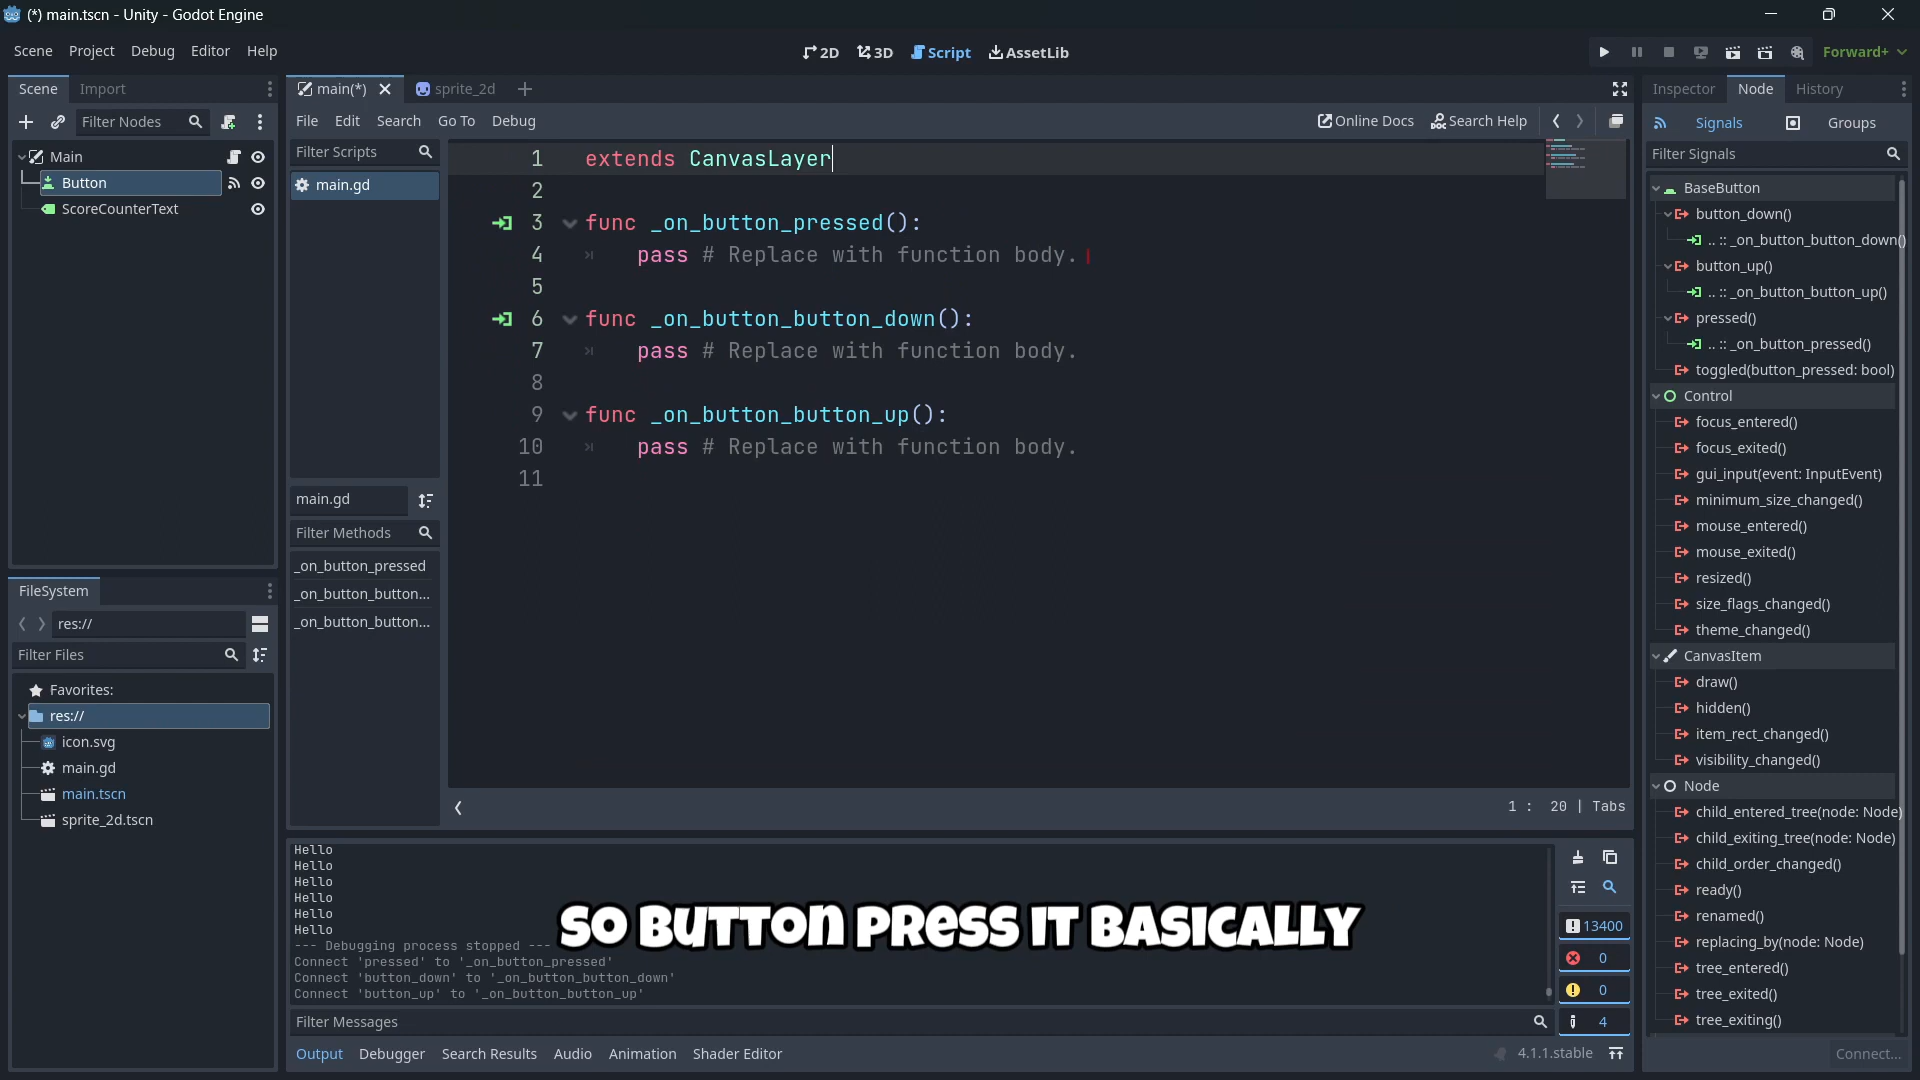 (*) main.tscn - Unity - Godot Engine
Scene Project Debug Editor Help
2D 3D Script AssetLib
Forward+
Scene Import
Filter Nodes
Main
Button
ScoreCounterText
FileSystem
res://
Filter Files
Favorites:
res://
icon.svg
main.gd
main.tscn
sprite_2d.tscn
main(*) sprite_2d
File Edit Search Go To Debug
Online Docs Search Help
Filter Scripts
main.gd
main.gd
Filter Methods
_on_button_pressed
_on_button_button...
_on_button_button...
1 extends CanvasLayer
2
3 func _on_button_pressed():
4 pass # Replace with function body.
5
6 func _on_button_button_down():
7 pass # Replace with function body.
8
9 func _on_button_button_up():
10 pass # Replace with function body.
11
1 : 20 | Tabs
Hello
Hello
Hello
Hello
Hello
Hello
--- Debugging process stopped ---
Connect 'pressed' to '_on_button_pressed'
Connect 'button_down' to '_on_button_button_down'
Connect 'button_up' to '_on_button_button_up'
SO BUTTON PRESS IT BASICALLY
13400
0
0
4
Filter Messages
Output Debugger Search Results Audio Animation Shader Editor
4.1.1.stable
Inspector Node History
Signals Groups
Filter Signals
BaseButton
button_down()
.. :: _on_button_button_down()
button_up()
.. :: _on_button_button_up()
pressed()
.. :: _on_button_pressed()
toggled(button_pressed: bool)
Control
focus_entered()
focus_exited()
gui_input(event: InputEvent)
minimum_size_changed()
mouse_entered()
mouse_exited()
resized()
size_flags_changed()
theme_changed()
CanvasItem
draw()
hidden()
item_rect_changed()
visibility_changed()
Node
child_entered_tree(node: Node)
child_exiting_tree(node: Node)
child_order_changed()
ready()
renamed()
replacing_by(node: Node)
tree_entered()
tree_exited()
tree_exiting()
Connect...